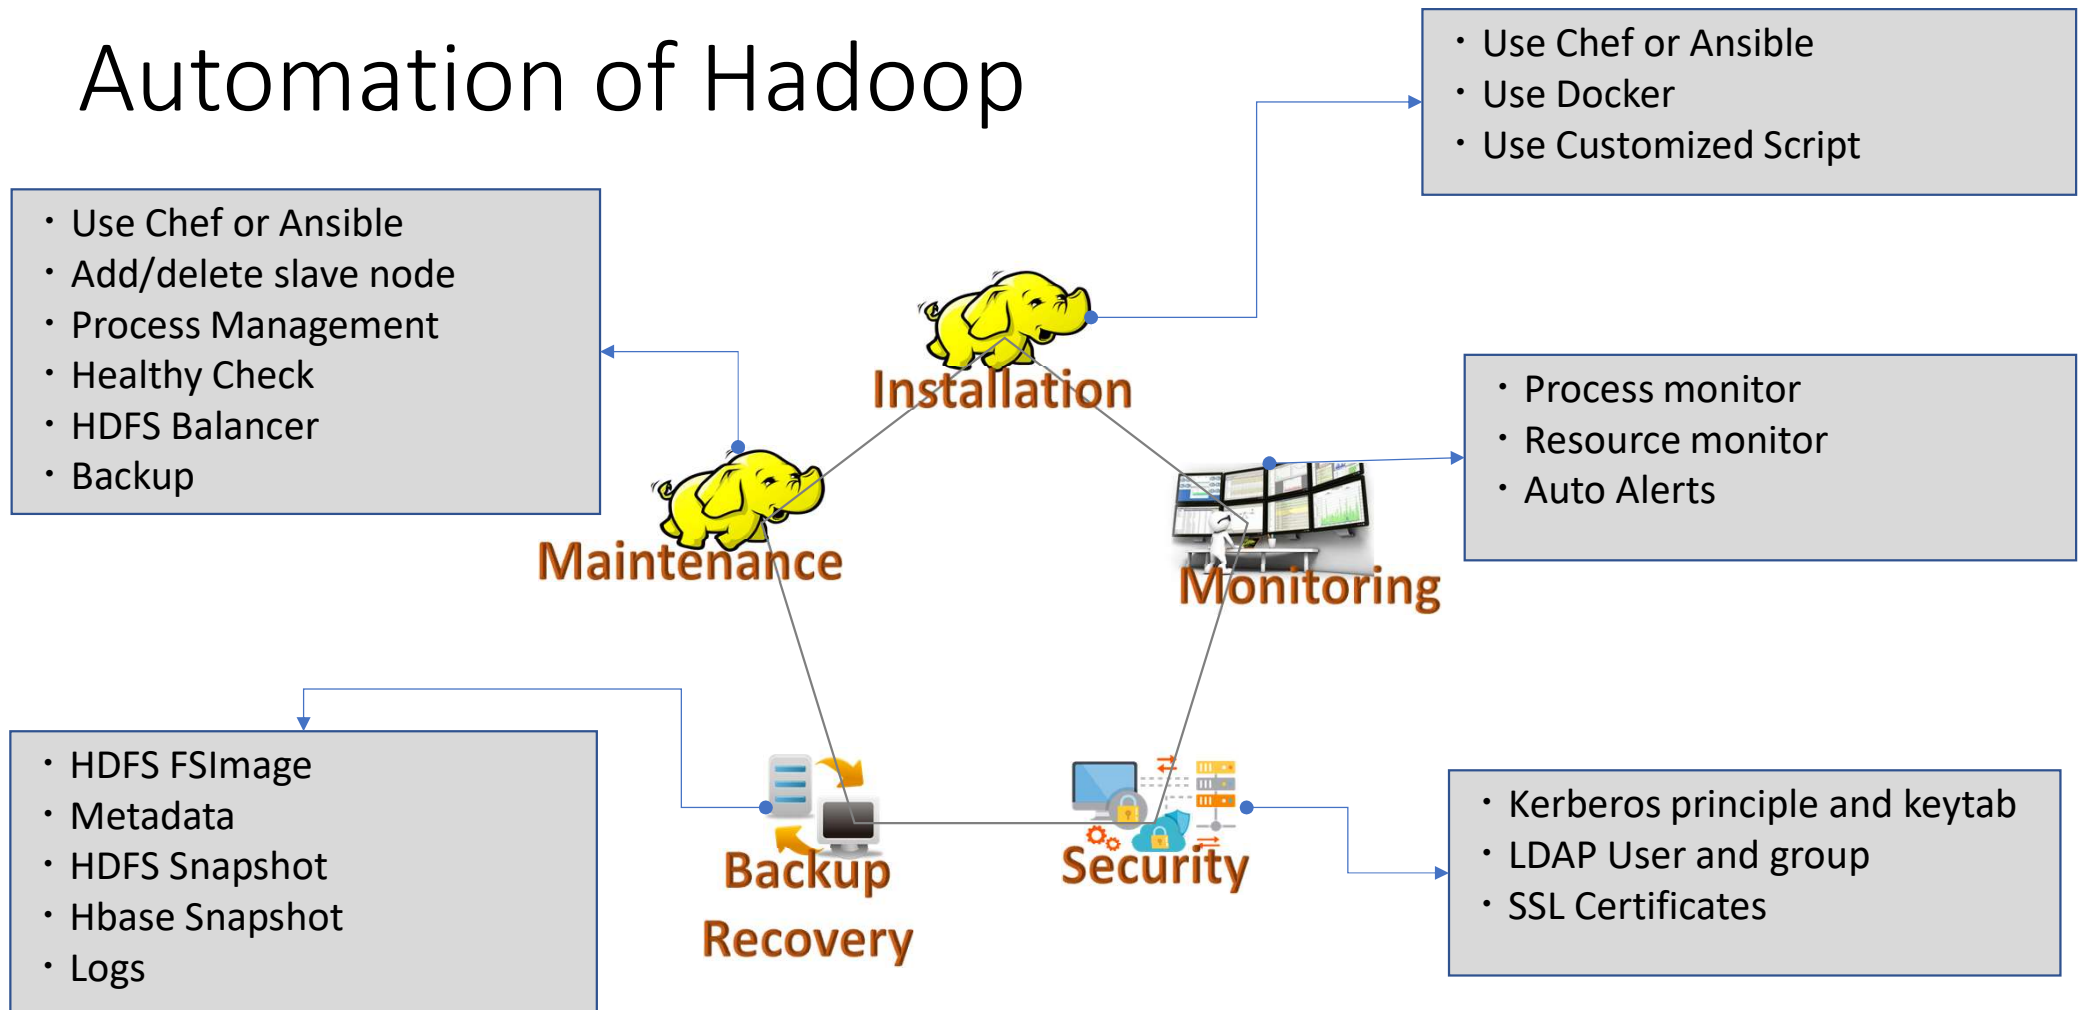 Automation of Hadoop
· Use Chef or Ansible
· Use Docker
· Use Customized Script
· Use Chef or Ansible
· Add/delete slave node
· Process Management
· Healthy Check
· HDFS Balancer
· Backup
Installation
· Process monitor
· Resource monitor
· Auto Alerts
Maintenance
Monitoring
· HDFS FSImage
· Metadata
· HDFS Snapshot
· Hbase Snapshot
· Logs
Backup
Recovery
Security
· Kerberos principle and keytab
· LDAP User and group
· SSL Certificates